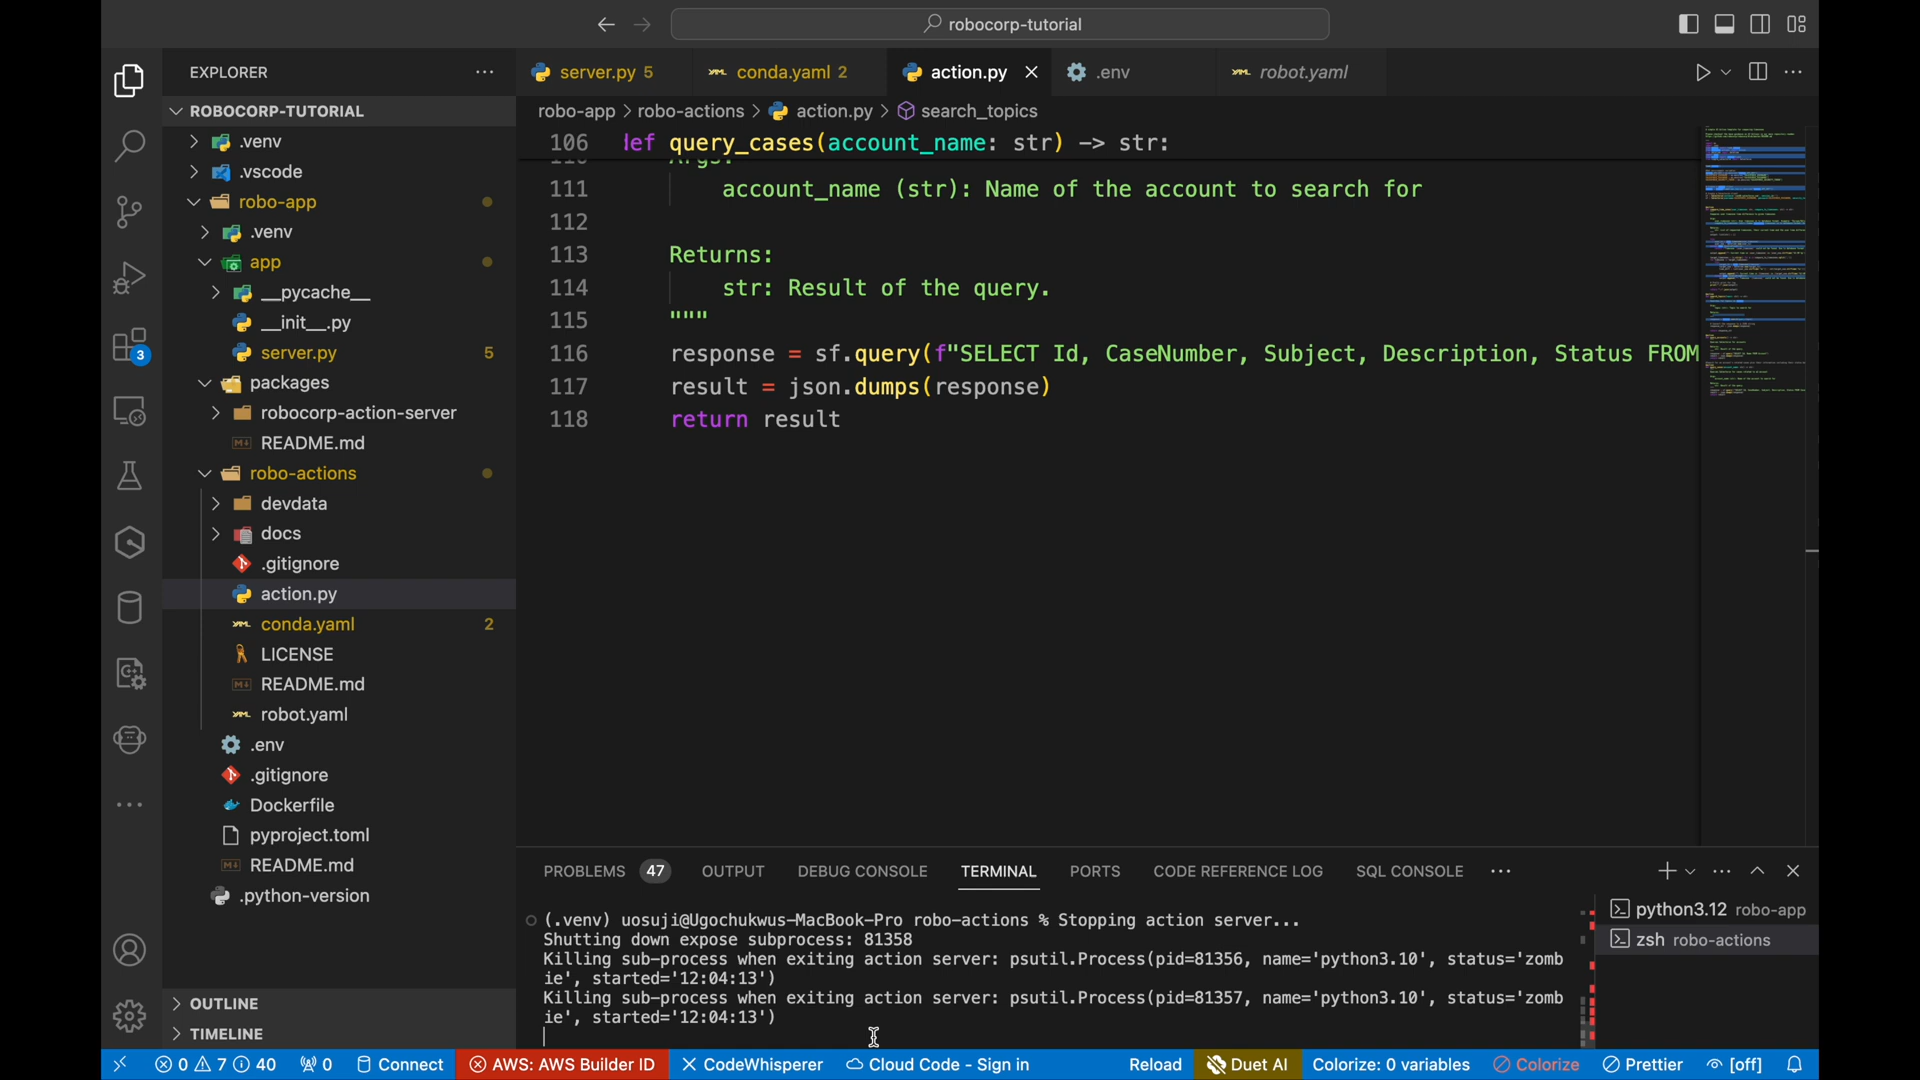 robocorp-tutorial
EXPLORER
ROBOCORP-TUTORIAL
.venv
.vscode
robo-app
.venv
app
__pycache__
__init__.py
server.py 5
packages
robocorp-action-server
README.md
robo-actions
devdata
docs
.gitignore
action.py
conda.yaml 2
LICENSE
README.md
robot.yaml
.env
.gitignore
Dockerfile
pyproject.toml
README.md
.python-version
OUTLINE
TIMELINE
3
server.py 5
conda.yaml 2
action.py
.env
robot.yaml
robo-app > robo-actions > action.py > search_topics
106 def query_cases(account_name: str) -> str:
110 Args:
111 account_name (str): Name of the account to search for
112
113 Returns:
114 str: Result of the query.
115 """
116 response = sf.query(f"SELECT Id, CaseNumber, Subject, Description, Status FROM
117 result = json.dumps(response)
118 return result
PROBLEMS 47 OUTPUT DEBUG CONSOLE TERMINAL PORTS CODE REFERENCE LOG SQL CONSOLE
(.venv) uosuji@Ugochukwus-MacBook-Pro robo-actions % Stopping action server...
Shutting down expose subprocess: 81358
Killing sub-process when exiting action server: psutil.Process(pid=81356, name='python3.10', status='zomb
ie', started='12:04:13')
Killing sub-process when exiting action server: psutil.Process(pid=81357, name='python3.10', status='zomb
ie', started='12:04:13')
python3.12 robo-app
zsh robo-actions
0 7 40 0 Connect AWS: AWS Builder ID CodeWhisperer Cloud Code - Sign in Reload Duet AI Colorize: 0 variables Colorize Prettier [off]